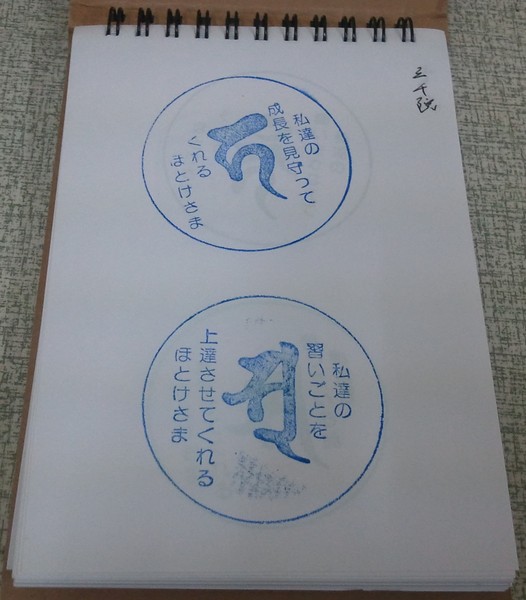 三千院
私達の
成長を見守って
くれる
ほとけさま
私達の
習いごとを
上達させてくれる
ほとけさま